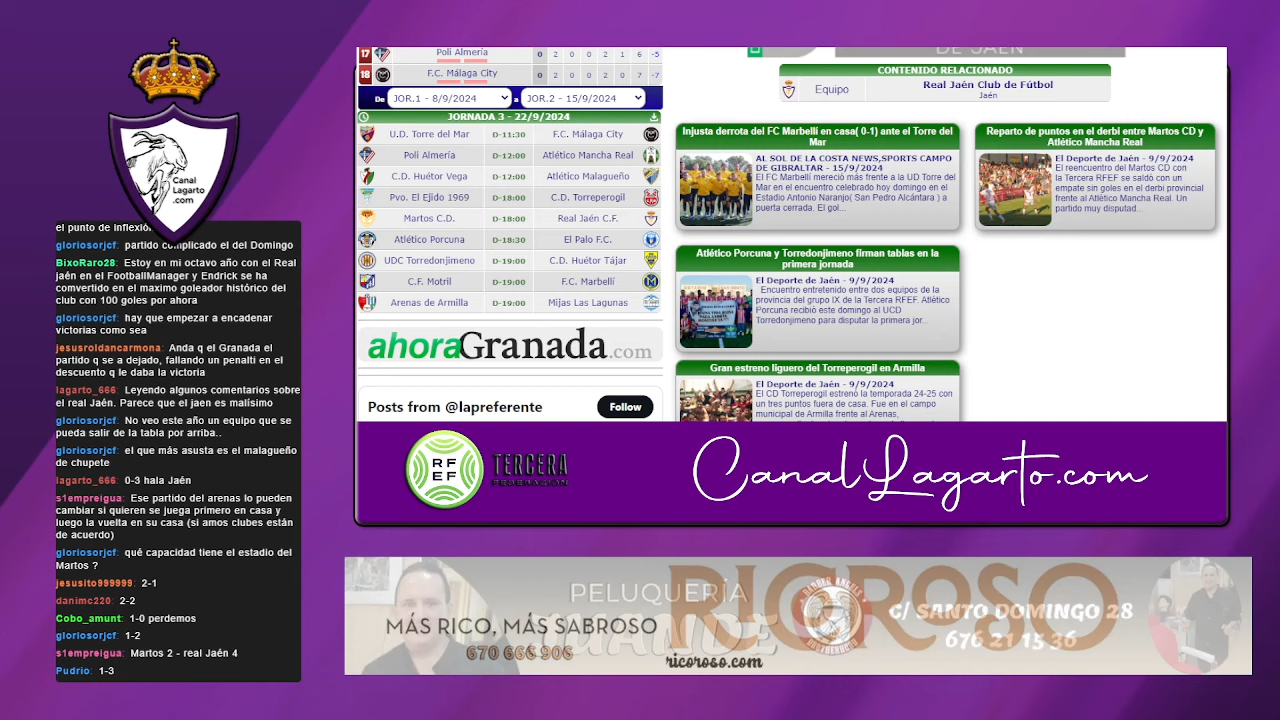 Canal
Lagarto
.com
el punto de inflexión
gloriosorjcf: partido complicado el del Domingo
BixoRaro28: Estoy en mi octavo año con el Real
jaén en el FootballManager y Endrick se ha
comvertido en el maximo goleador histórico del
club con 100 goles por ahora
gloriosorjcf: hay que empezar a encadenar
victorias como sea
jesusroldancarmona: Anda q el Granada el
partido q se a dejado, fallando un penalti en el
descuento q le daba la victoria
lagarto_666: Leyendo algunos comentarios sobre
el real Jaén. Parece que el jaen es malísimo
gloriosorjcf: No veo este año un equipo que se
pueda salir de la tabla por arriba..
gloriosorjcf: el que más asusta es el malagueño
de chupete
lagarto_666: 0-3 hala Jaén
s1empreigua: Ese partido del arenas lo pueden
cambiar si quieren se juega primero en casa y
luego la vuelta en su casa (si amos clubes están
de acuerdo)
gloriosorjcf: qué capacidad tiene el estadio del
Martos ?
jesusito999999: 2-1
danimc220: 2-2
Cobo_amunt: 1-0 perdemos
gloriosorjcf: 1-2
s1empreigua: Martos 2 - real Jaén 4
Pudrio: 1-3
17 Poli Almería 0 2 0 0 2 1 6 -5
18 F.C. Málaga City 0 2 0 0 2 0 7 -7
De JOR.1 - 8/9/2024 a JOR.2 - 15/9/2024
JORNADA 3 - 22/9/2024
U.D. Torre del Mar D-11:30 F.C. Málaga City
Poli Almería D-12:00 Atlético Mancha Real
C.D. Huétor Vega D-12:00 Atlético Malagueño
Pvo. El Ejido 1969 D-18:00 C.D. Torreperogil
Martos C.D. D-18:00 Real Jaén C.F.
Atlético Porcuna D-18:30 El Palo F.C.
UDC Torredonjimeno D-19:00 C.D. Huétor Tájar
C.F. Motril D-19:00 F.C. Marbellí
Arenas de Armilla D-19:00 Mijas Las Lagunas
ahoraGranada.com
Posts from @lapreferente
Follow
DE JAÉN
CONTENIDO RELACIONADO
Equipo
Real Jaén Club de Fútbol
Jaén
Injusta derrota del FC Marbellí en casa( 0-1) ante el Torre del
Mar
AL SOL DE LA COSTA NEWS,SPORTS CAMPO
DE GIBRALTAR - 15/9/2024
El FC Marbellí mereció más frente a la UD Torre del
Mar en el encuentro celebrado hoy domingo en el
Estadio Antonio Naranjo( San Pedro Alcántara ) a
puerta cerrada. El gol...
Reparto de puntos en el derbi entre Martos CD y
Atlético Mancha Real
El Deporte de Jaén - 9/9/2024
El reencuentro del Martos CD con
la Tercera RFEF se saldó con un
empate sin goles en el derbi provincial
frente al Atlético Mancha Real. Un
partido muy disputad...
Atlético Porcuna y Torredonjimeno firman tablas en la
primera jornada
El Deporte de Jaén - 9/9/2024
Encuentro entretenido entre dos equipos de la
provincia del grupo IX de la Tercera RFEF. Atlético
Porcuna recibió este domingo al UCD
Torredonjimeno para disputar la primera jor...
Gran estreno liguero del Torreperogil en Armilla
El Deporte de Jaén - 9/9/2024
El CD Torreperogil estrenó la temporada 24-25 con
un tres puntos fuera de casa. Fue en el campo
municipal de Armilla frente al Arenas,
RF
EF
TERCERA
FEDERACIÓN
CanalLagarto.com
PELUQUERÍA
MÁS RICO, MÁS SABROSO
670 666 906
RICOROSO
ricoroso.com
C/ SANTO DOMINGO 28
676 21 15 36